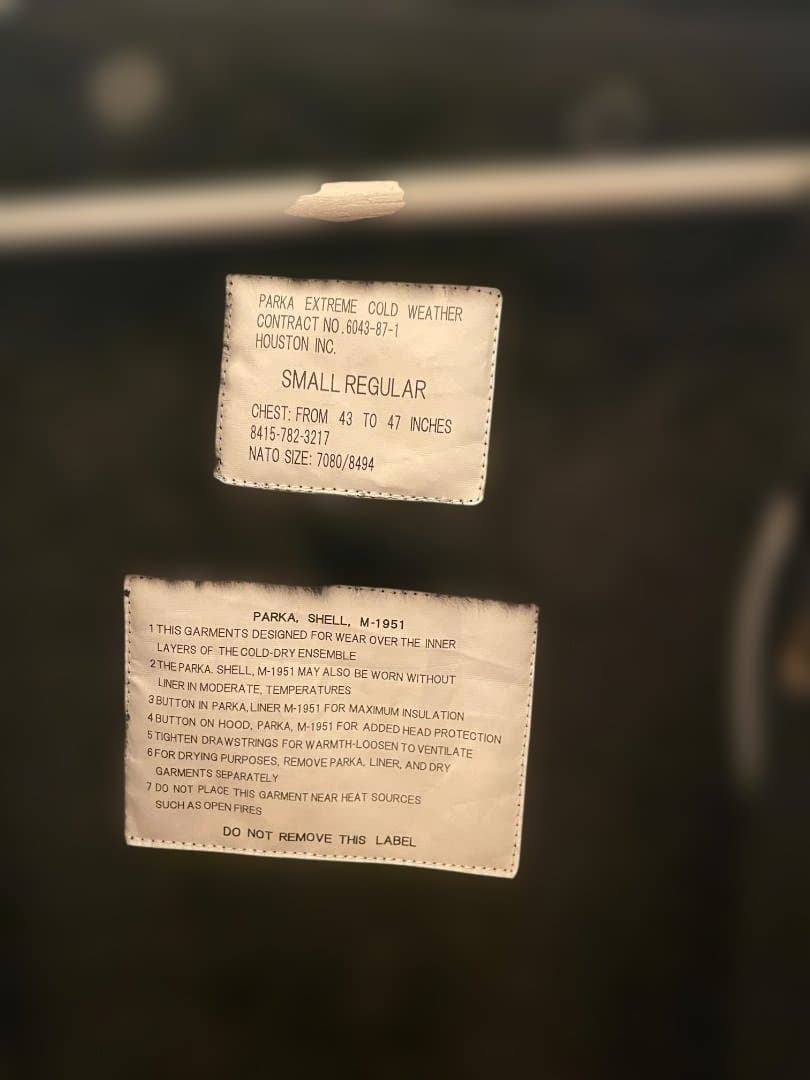 PARKA EXTREME COLD WEATHER
CONTRACT NO.6043-87-1
HOUSTON INC.
SMALL REGULAR
CHEST: FROM 43 TO 47 INCHES
8415-782-3217
NATO SIZE: 7080/8494
PARKA, SHELL, M-1951
1 THIS GARMENTS DESIGNED FOR WEAR OVER THE INNER
LAYERS OF THE COLD-DRY ENSEMBLE
2 THE PARKA. SHELL, M-1951 MAY ALSO BE WORN WITHOUT
LINER IN MODERATE, TEMPERATURES
3 BUTTON IN PARKA, LINER M-1951 FOR MAXIMUM INSULATION
4 BUTTON ON HOOD, PARKA, M-1951 FOR ADDED HEAD PROTECTION
5 TIGHTEN DRAWSTRINGS FOR WARMTH-LOOSEN TO VENTILATE
6 FOR DRYING PURPOSES, REMOVE PARKA, LINER, AND DRY
GARMENTS SEPARATELY
7 DO NOT PLACE THIS GARMENT NEAR HEAT SOURCES
SUCH AS OPEN FIRES
DO NOT REMOVE THIS LABEL